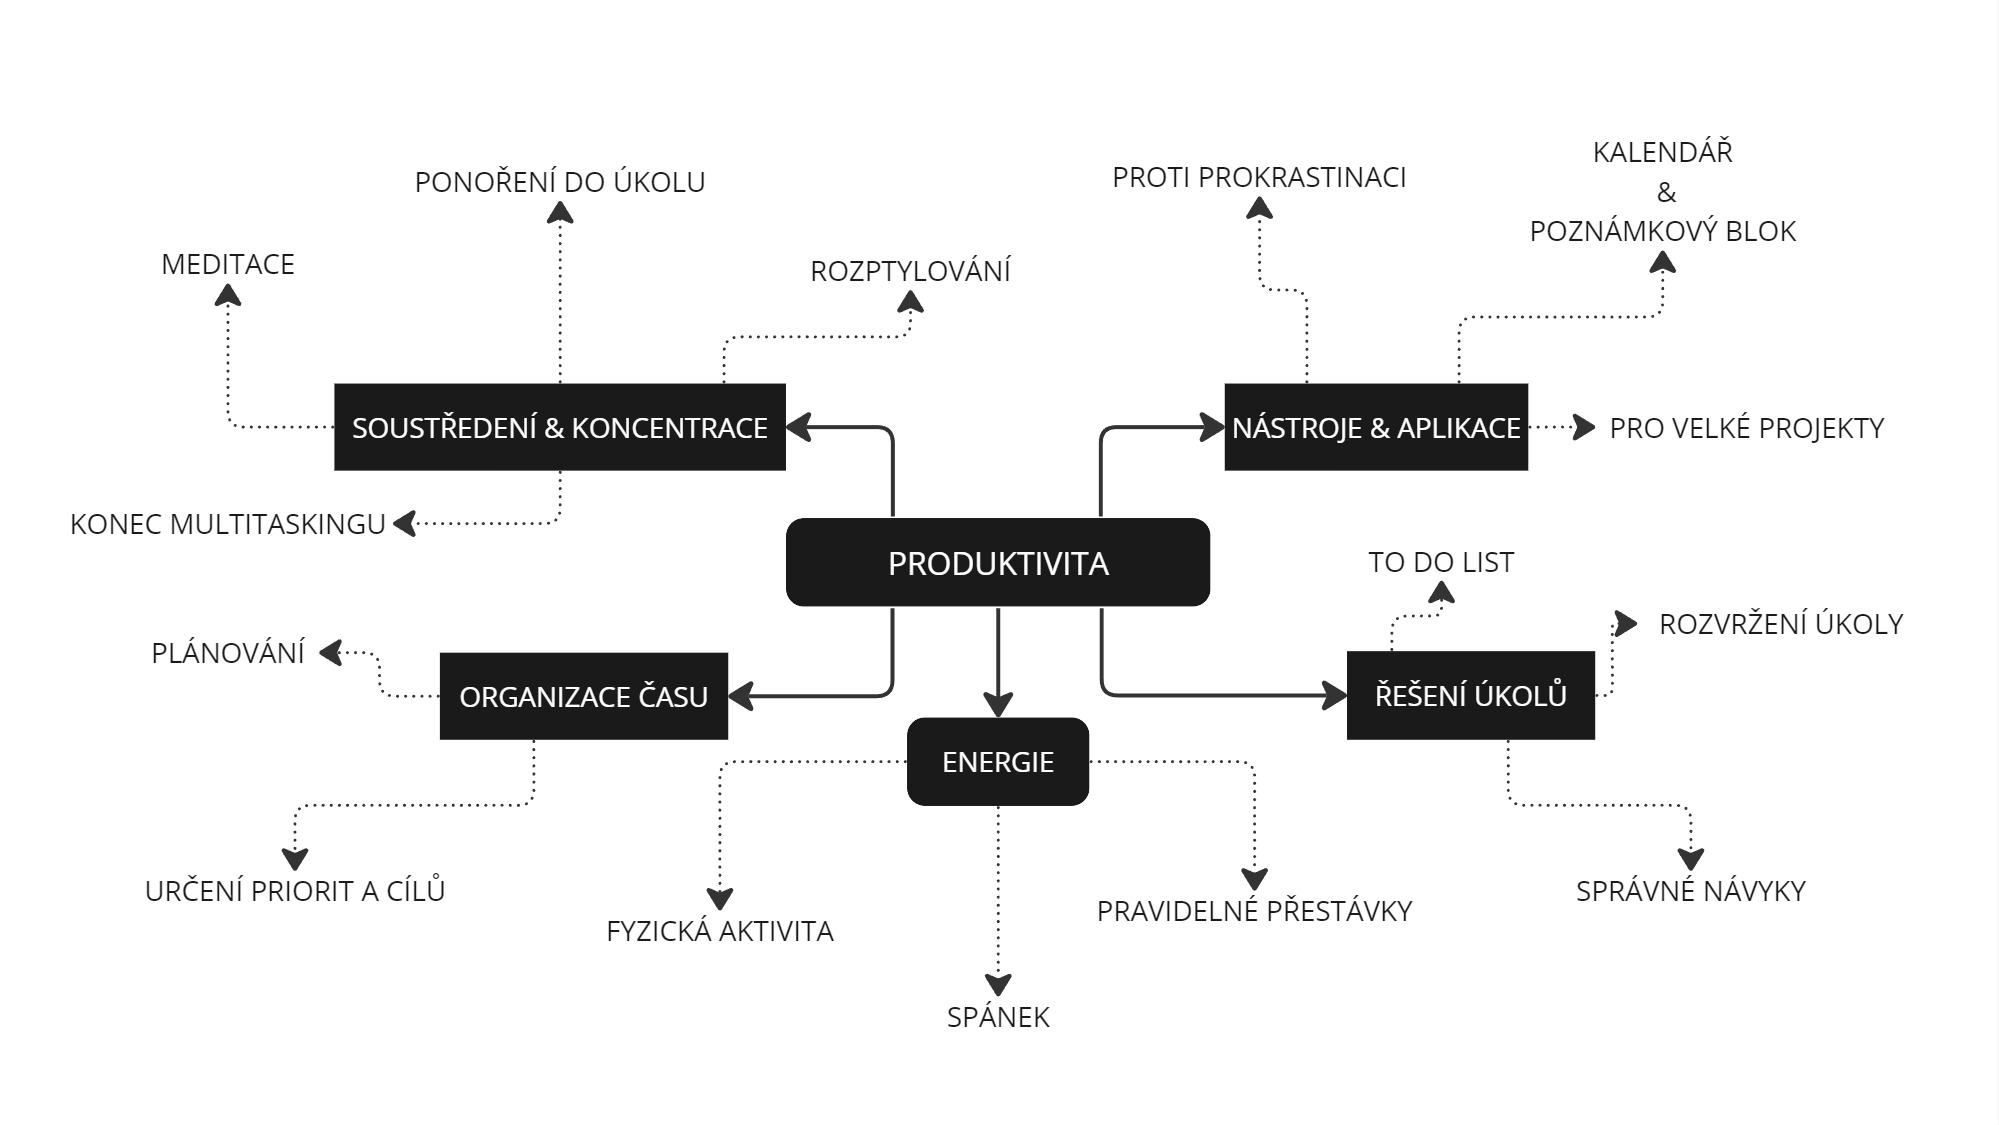 KALENDÁŘ
&
POZNÁMKOVÝ BLOK
PROTI PROKRASTINACI
PONOŘENÍ DO ÚKOLU
MEDITACE
ROZPTYLOVÁNÍ
SOUSTŘEDENÍ & KONCENTRACE
NÁSTROJE & APLIKACE
PRO VELKÉ PROJEKTY
KONEC MULTITASKINGU
PRODUKTIVITA
TO DO LIST
ROZVRŽENÍ ÚKOLY
PLÁNOVÁNÍ
ORGANIZACE ČASU
ŘEŠENÍ ÚKOLŮ
ENERGIE
URČENÍ PRIORIT A CÍLŮ
SPRÁVNÉ NÁVYKY
PRAVIDELNÉ PŘESTÁVKY
FYZICKÁ AKTIVITA
SPÁNEK